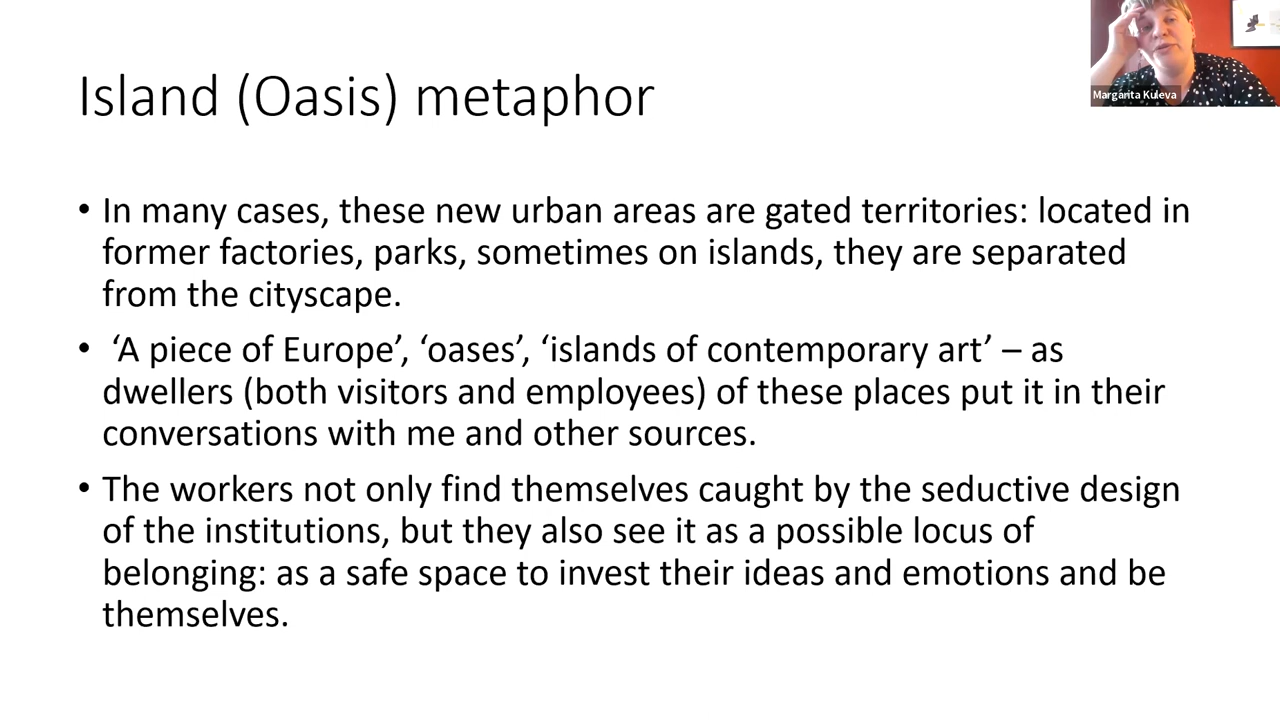 Margarita Kuleva
Island (Oasis) metaphor
• In many cases, these new urban areas are gated territories: located in
former factories, parks, sometimes on islands, they are separated
from the cityscape.
• ‘A piece of Europe’, ‘oases’, ‘islands of contemporary art’ – as
dwellers (both visitors and employees) of these places put it in their
conversations with me and other sources.
• The workers not only find themselves caught by the seductive design
of the institutions, but they also see it as a possible locus of
belonging: as a safe space to invest their ideas and emotions and be
themselves.